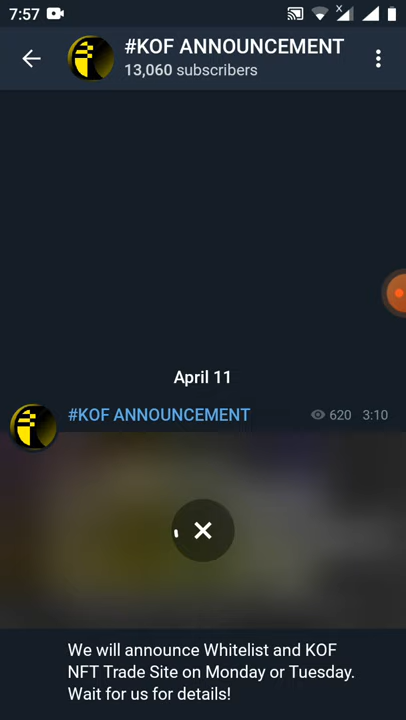 7:57
#KOF ANNOUNCEMENT
13,060 subscribers
April 11
#KOF ANNOUNCEMENT 620 3:10
We will announce Whitelist and KOF
NFT Trade Site on Monday or Tuesday.
Wait for us for details!